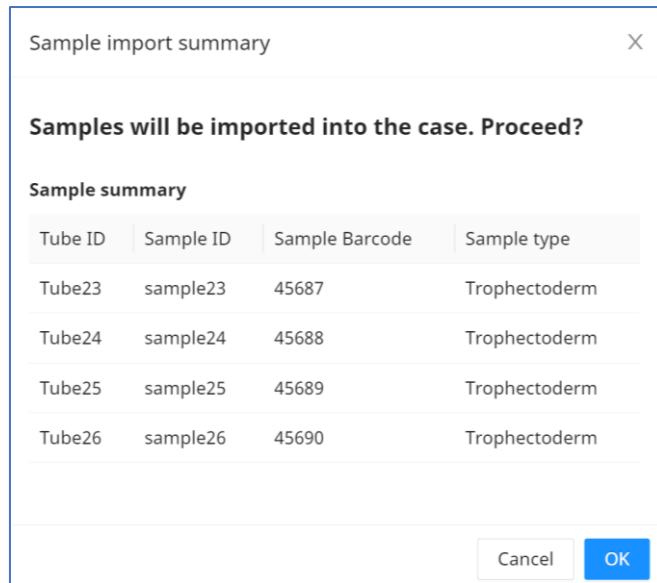 Sample import summary X
Samples will be imported into the case. Proceed?
Sample summary
Tube ID Sample ID Sample Barcode Sample type
Tube23 sample23 45687 Trophectoderm
Tube24 sample24 45688 Trophectoderm
Tube25 sample25 45689 Trophectoderm
Tube26 sample26 45690 Trophectoderm
Cancel OK